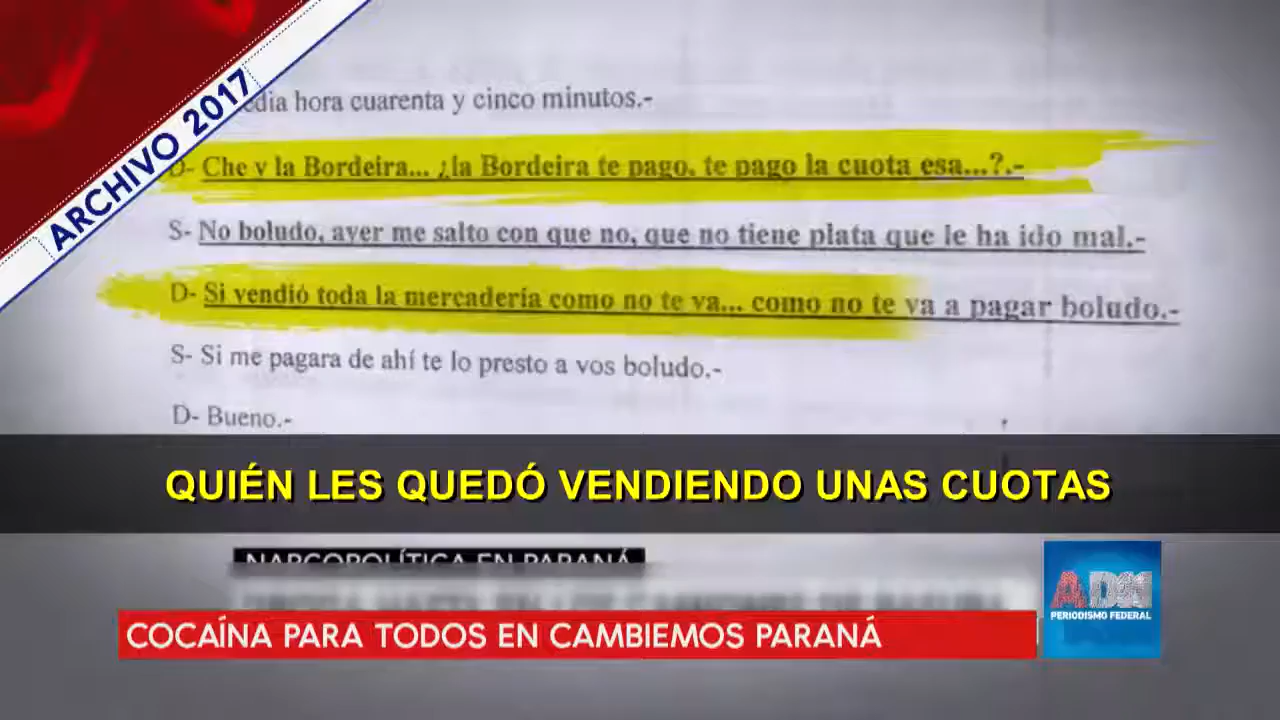 ARCHIVO 2017
dia hora cuarenta y cinco minutos.-
D- Che y la Bordeira... ¿la Bordeira te pago, te pago la cuota esa...?.-
S- No boludo, ayer me salto con que no, que no tiene plata que le ha ido mal.-
D- Si vendió toda la mercadería como no te va... como no te va a pagar boludo.-
S- Si me pagara de ahí te lo presto a vos boludo.-
D- Bueno.-
QUIÉN LES QUEDÓ VENDIENDO UNAS CUOTAS
NARCOPOLÍTICA EN PARANÁ
COCAÍNA PARA TODOS EN CAMBIEMOS PARANÁ
ADN
PERIODISMO FEDERAL